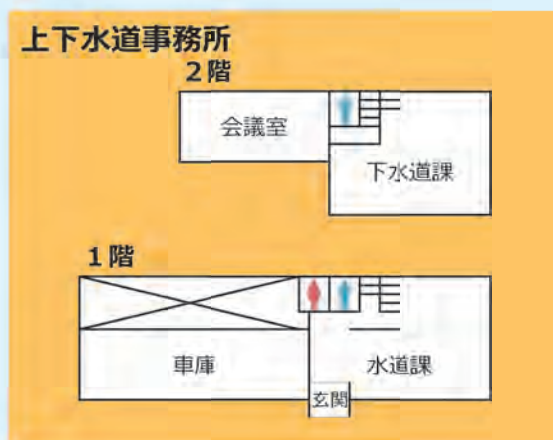 上下水道事務所
２階
会議室
下水道課
１階
車庫
水道課
玄関